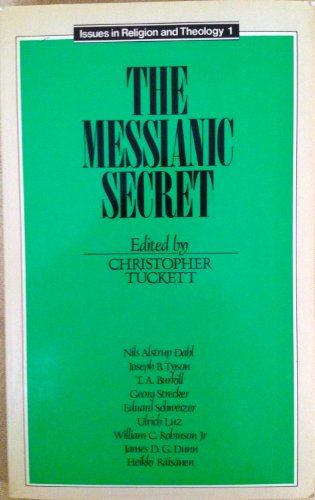 Issues in Religion and Theology 1
THE
MESSIANIC
SECRET
Edited by
CHRISTOPHER
TUCKETT
Nils Alstrup Dahl
Joseph B. Tyson
T. A. Burkill
Georg Strecker
Eduard Schweizer
Ulrich Luz
William C. Robinson Jr
James D. G. Dunn
Heikki Räisänen